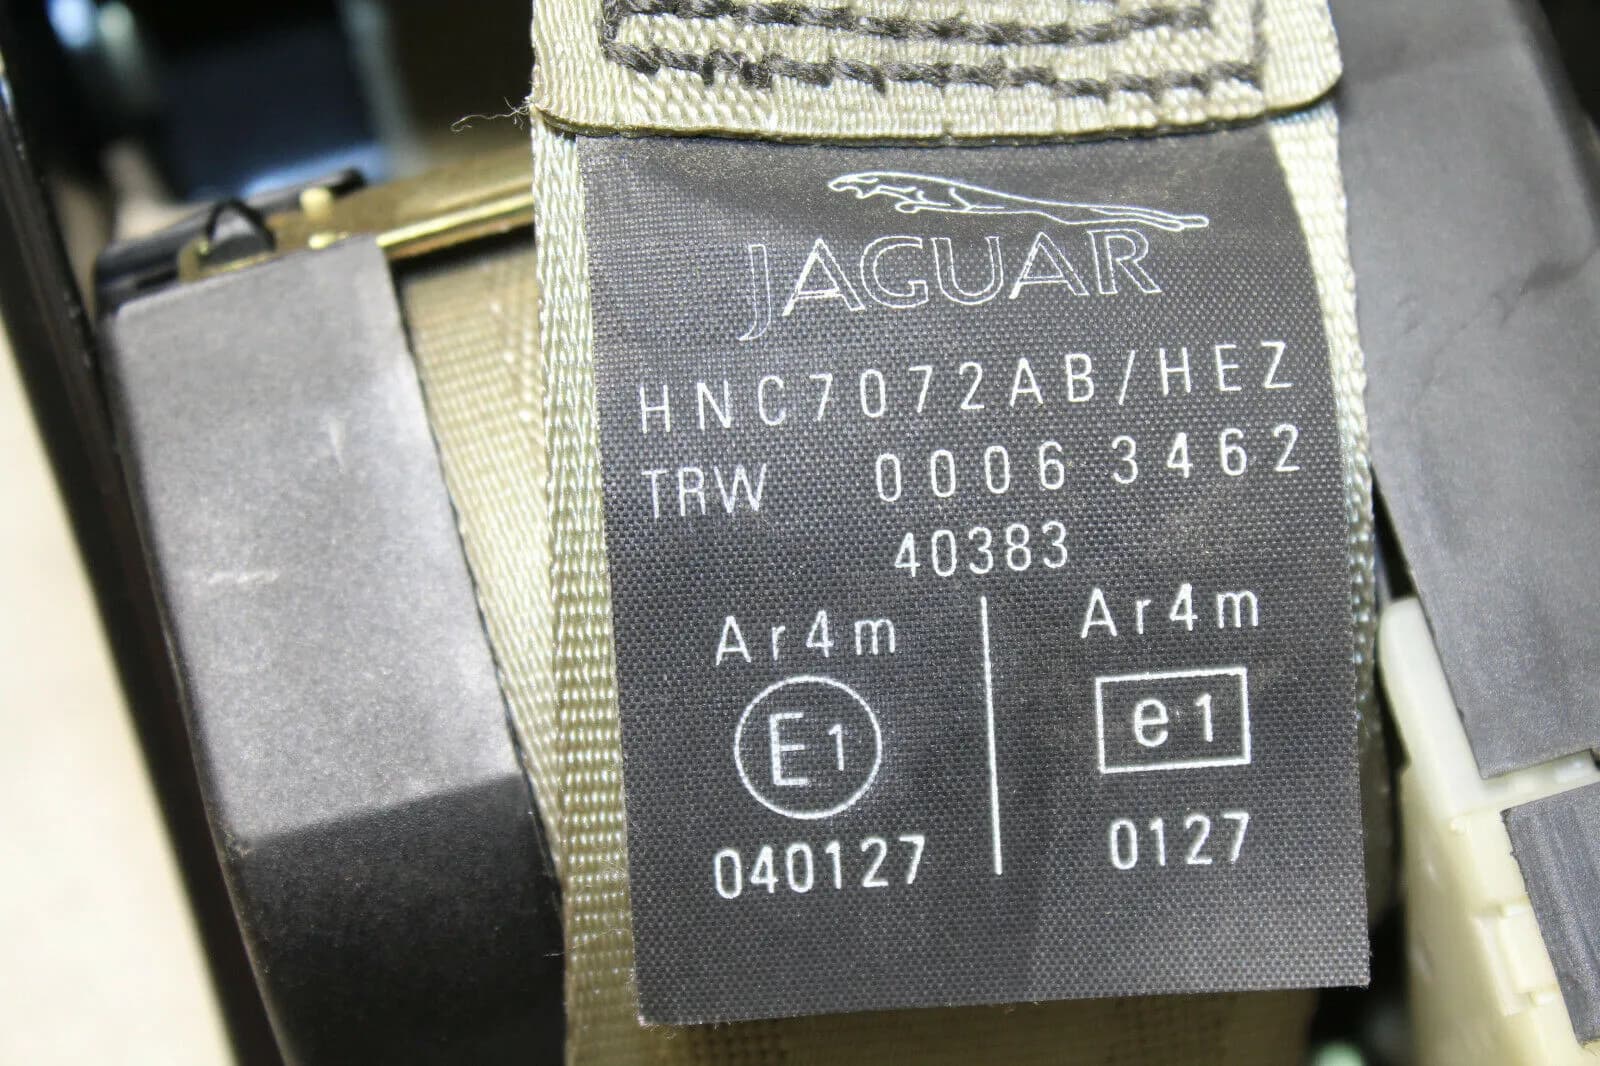 JAGUAR
HNC7072AB/HEZ
TRW 0006 3462
40383
Ar4m Ar4m
E1 e1
040127 0127